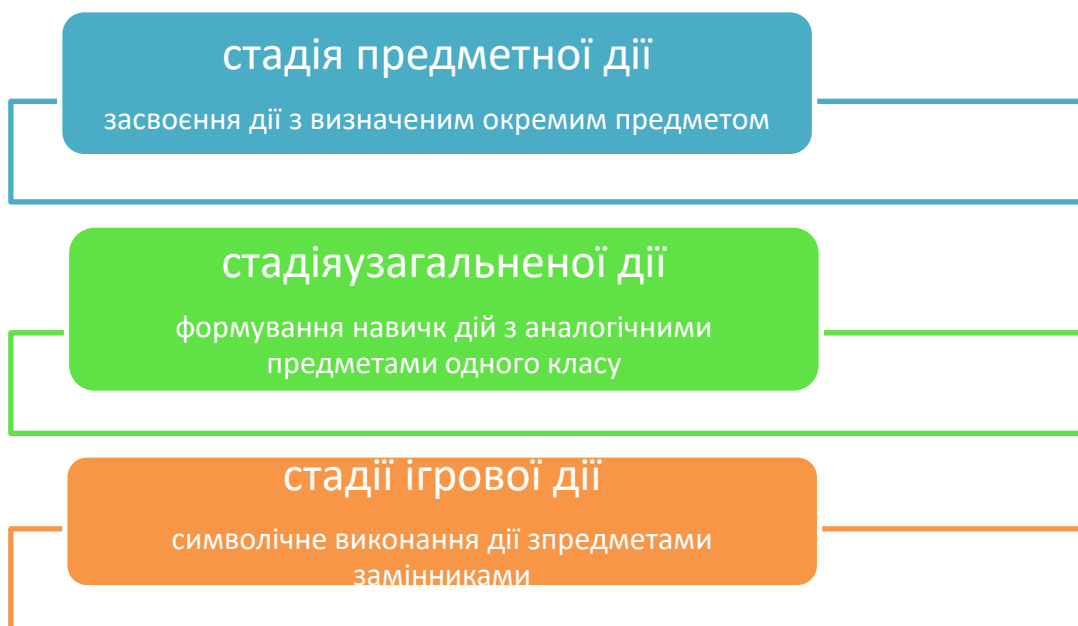 стадія предметної дії
засвоєння дії з визначеним окремим предметом
стадіяузагальненої дії
формування навичк дій з аналогічними
предметами одного класу
стадії ігрової дії
символічне виконання дії зпредметами
замінниками